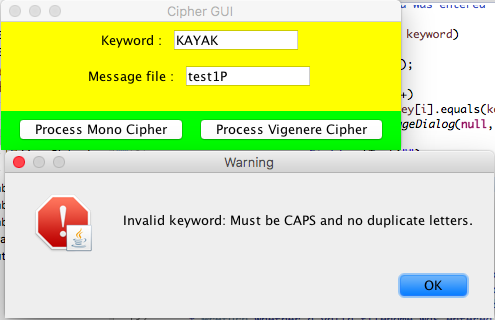 Cipher GUI
was entered
Keyword : KAYAK
keyword)
);
Message file : test1P
+)
ey[i].equals(ke
Process Mono Cipher Process Vigenere Cipher
geDialog(null,
Warning
Invalid keyword: Must be CAPS and no duplicate letters.
OK